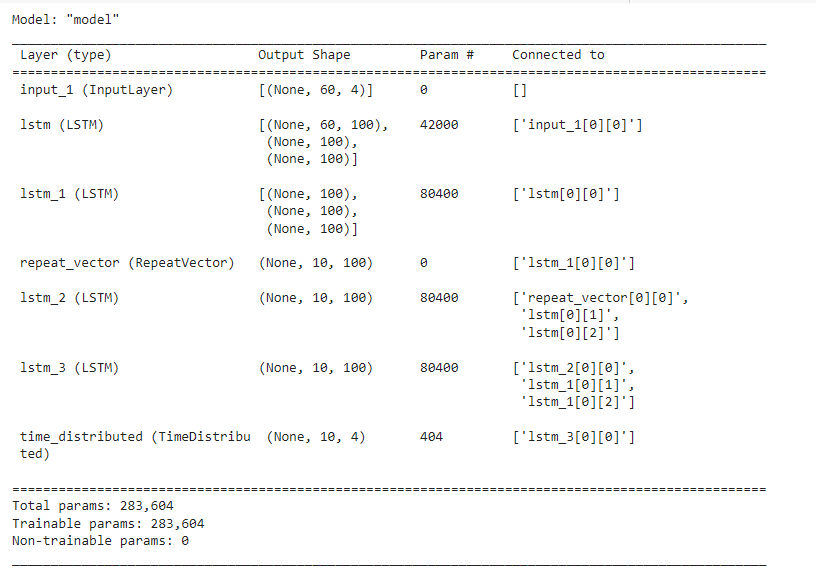 Model: "model"
Layer (type) Output Shape Param # Connected to
input_1 (InputLayer) [(None, 60, 4)] 0 []
lstm (LSTM) [(None, 60, 100), 42000 ['input_1[0][0]']
(None, 100),
(None, 100)]
lstm_1 (LSTM) [(None, 100), 80400 ['lstm[0][0]']
(None, 100),
(None, 100)]
repeat_vector (RepeatVector) (None, 10, 100) 0 ['lstm_1[0][0]']
lstm_2 (LSTM) (None, 10, 100) 80400 ['repeat_vector[0][0]',
'lstm[0][1]',
'lstm[0][2]']
lstm_3 (LSTM) (None, 10, 100) 80400 ['lstm_2[0][0]',
'lstm_1[0][1]',
'lstm_1[0][2]']
time_distributed (TimeDistribu (None, 10, 4) 404 ['lstm_3[0][0]']
ted)
Total params: 283,604
Trainable params: 283,604
Non-trainable params: 0